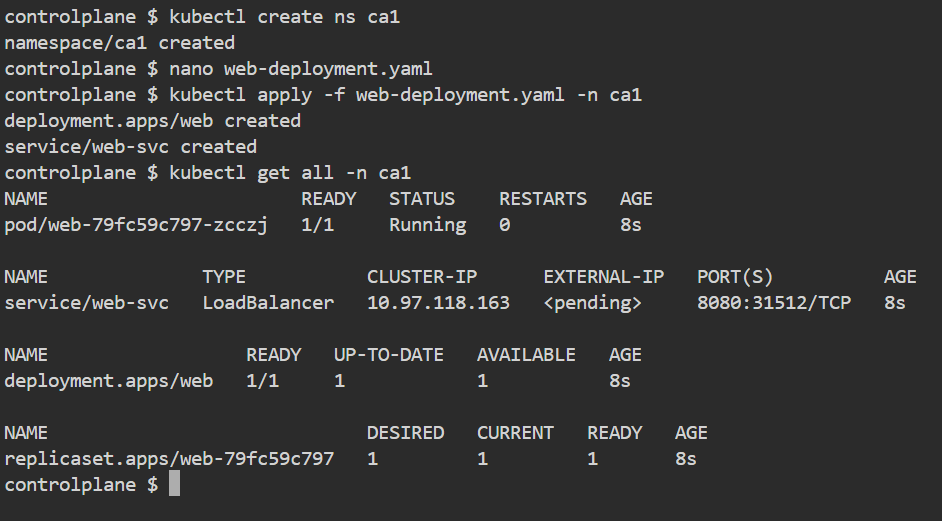 controlplane $ kubectl create ns ca1
namespace/ca1 created
controlplane $ nano web-deployment.yaml
controlplane $ kubectl apply -f web-deployment.yaml -n ca1
deployment.apps/web created
service/web-svc created
controlplane $ kubectl get all -n ca1
NAME                           READY   STATUS    RESTARTS   AGE
pod/web-79fc59c797-zcczj   1/1     Running   0          8s
NAME              TYPE           CLUSTER-IP      EXTERNAL-IP   PORT(S)          AGE
service/web-svc   LoadBalancer   10.97.118.163   <pending>     8080:31512/TCP   8s
NAME                  READY   UP-TO-DATE   AVAILABLE   AGE
deployment.apps/web   1/1     1            1           8s
NAME                             DESIRED   CURRENT   READY   AGE
replicaset.apps/web-79fc59c797   1         1         1       8s
controlplane $